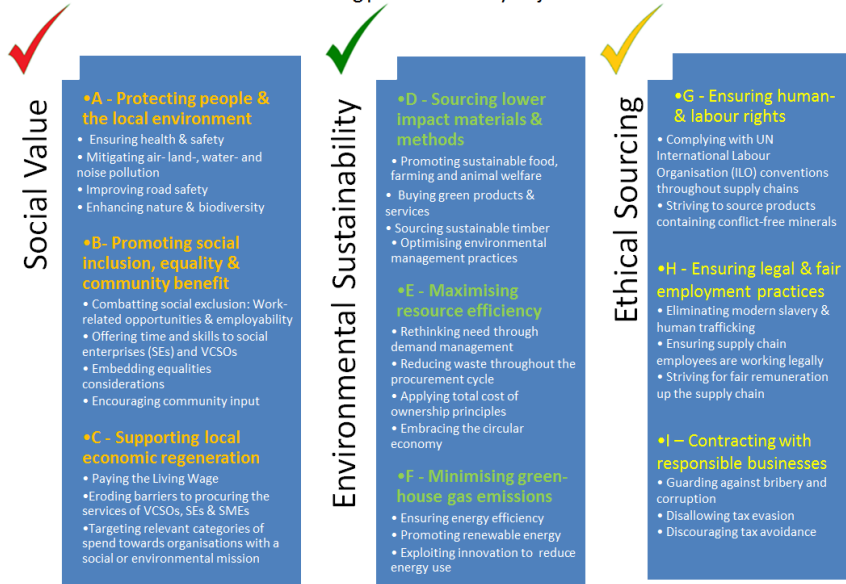 Social Value
•A - Protecting people &
the local environment
• Ensuring health & safety
• Mitigating air- land-, water- and
noise pollution
• Improving road safety
• Enhancing nature & biodiversity
•B- Promoting social
inclusion, equality &
community benefit
• Combatting social exclusion: Work-
related opportunities & employability
• Offering time and skills to social
enterprises (SEs) and VCSOs
• Embedding equalities
considerations
• Encouraging community input
•C - Supporting local
economic regeneration
• Paying the Living Wage
•Eroding barriers to procuring the
services of VCSOs, SEs & SMEs
•Targeting relevant categories of
spend towards organisations with a
social or environmental mission
Environmental Sustainability
•D - Sourcing lower
impact materials &
methods
• Promoting sustainable food,
farming and animal welfare
• Buying green products &
services
• Sourcing sustainable timber
• Optimising environmental
management practices
•E - Maximising
resource efficiency
• Rethinking need through
demand management
• Reducing waste throughout the
procurement cycle
• Applying total cost of
ownership principles
• Embracing the circular
economy
•F - Minimising green-
house gas emissions
• Ensuring energy efficiency
• Promoting renewable energy
• Exploiting innovation to reduce
energy use
Ethical Sourcing
•G - Ensuring human-
& labour rights
• Complying with UN
International Labour
Organisation (ILO) conventions
throughout supply chains
• Striving to source products
containing conflict-free minerals
•H - Ensuring legal & fair
employment practices
• Eliminating modern slavery &
human trafficking
• Ensuring supply chain
employees are working legally
• Striving for fair remuneration
up the supply chain
•I – Contracting with
responsible businesses
• Guarding against bribery and
corruption
• Disallowing tax evasion
• Discouraging tax avoidance